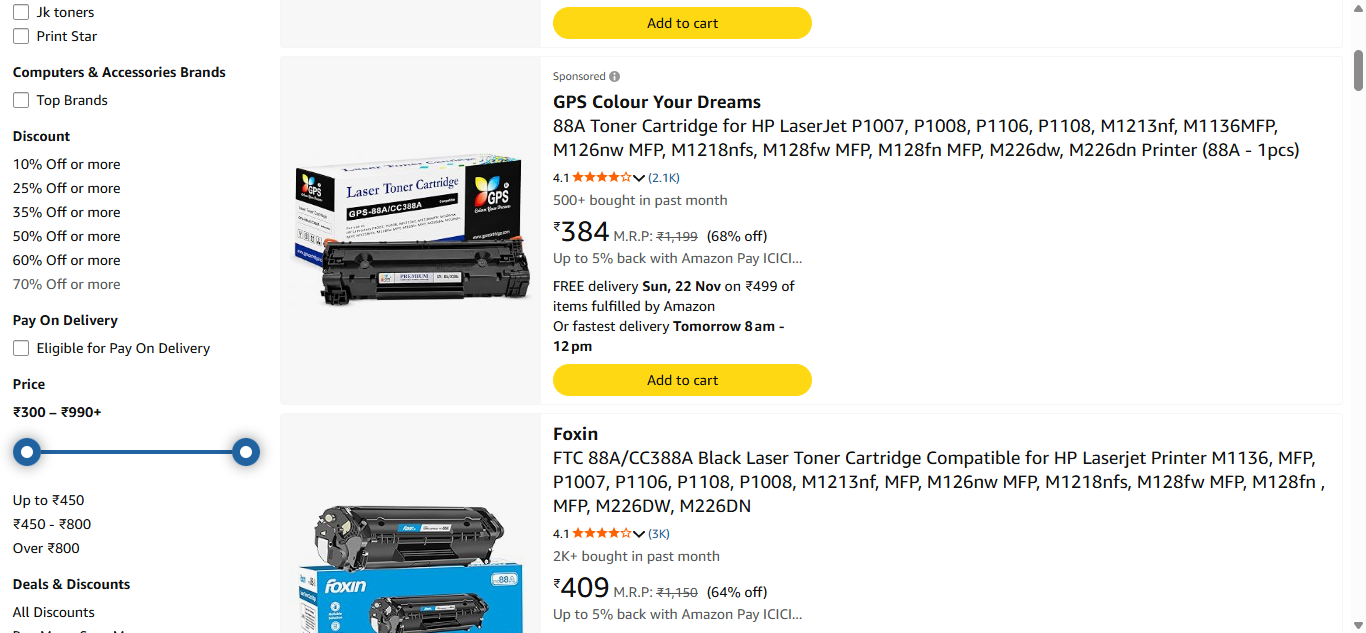 Jk toners
Print Star
Computers & Accessories Brands
Top Brands
Discount
10% Off or more
25% Off or more
35% Off or more
50% Off or more
60% Off or more
70% Off or more
Pay On Delivery
Eligible for Pay On Delivery
Price
₹300 – ₹990+
Up to ₹450
₹450 - ₹800
Over ₹800
Deals & Discounts
All Discounts
Add to cart
GPS
Laser Toner Cartridge
GPS-88A/CC388A
GPS
PREMIUM
Sponsored
GPS Colour Your Dreams
88A Toner Cartridge for HP LaserJet P1007, P1008, P1106, P1108, M1213nf, M1136MFP,
M126nw MFP, M1218nfs, M128fw MFP, M128fn MFP, M226dw, M226dn Printer (88A - 1pcs)
4.1 (2.1K)
500+ bought in past month
₹384 M.R.P: ₹1,199 (68% off)
Up to 5% back with Amazon Pay ICICI...
FREE delivery Sun, 22 Nov on ₹499 of
items fulfilled by Amazon
Or fastest delivery Tomorrow 8 am -
12 pm
Add to cart
Foxin
88A
Foxin
FTC 88A/CC388A Black Laser Toner Cartridge Compatible for HP Laserjet Printer M1136, MFP,
P1007, P1106, P1108, P1008, M1213nf, MFP, M126nw MFP, M1218nfs, M128fw MFP, M128fn ,
MFP, M226DW, M226DN
4.1 (3K)
2K+ bought in past month
₹409 M.R.P: ₹1,150 (64% off)
Up to 5% back with Amazon Pay ICICI...